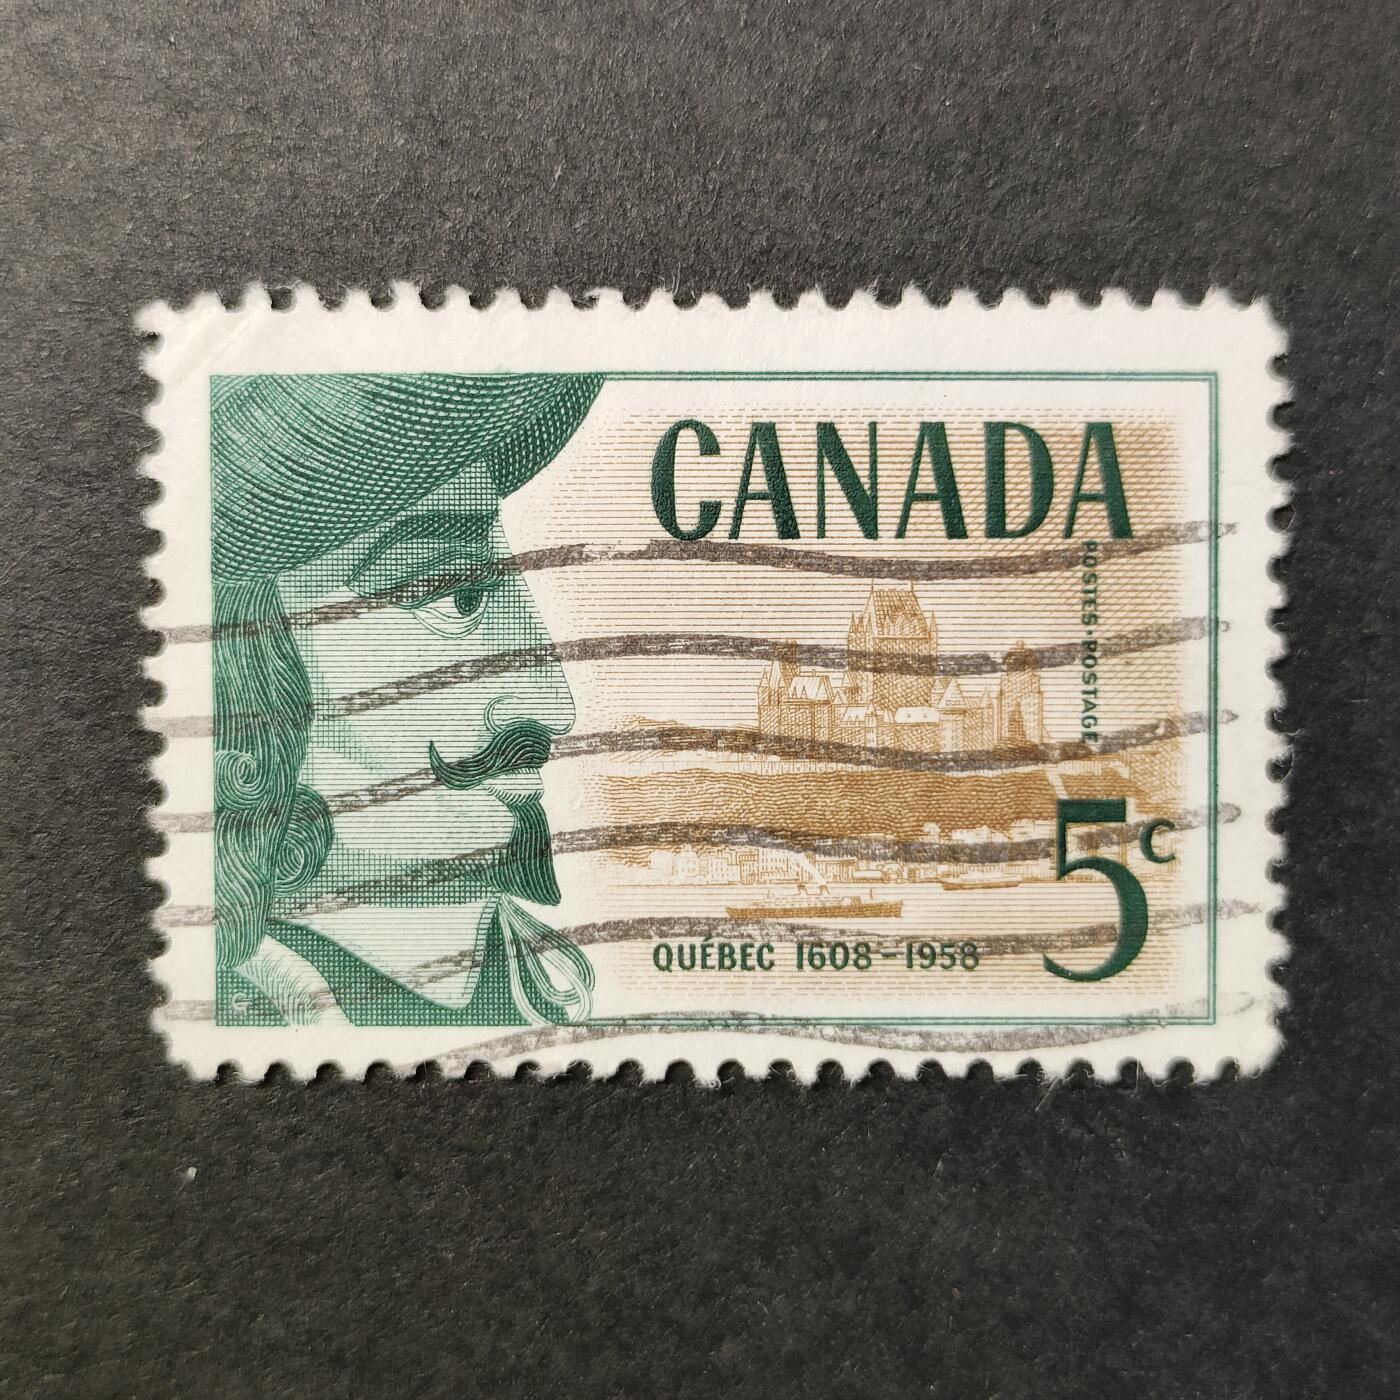 CANADA
POSTES·POSTAGE
5c
QUÉBEC 1608-1958